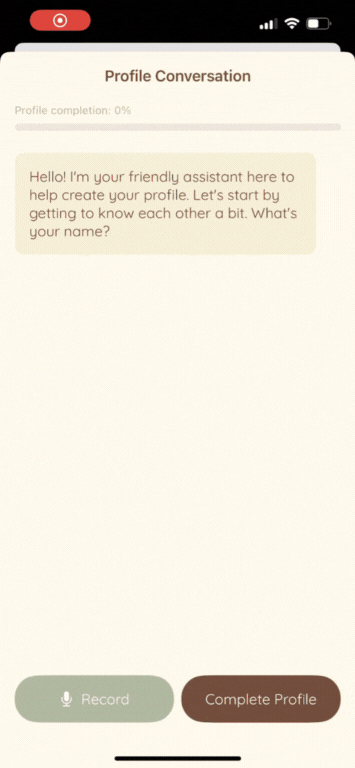 Profile Conversation
Profile completion: 0%
Hello! I'm your friendly assistant here to
help create your profile. Let's start by
getting to know each other a bit. What's
your name?
Record
Complete Profile